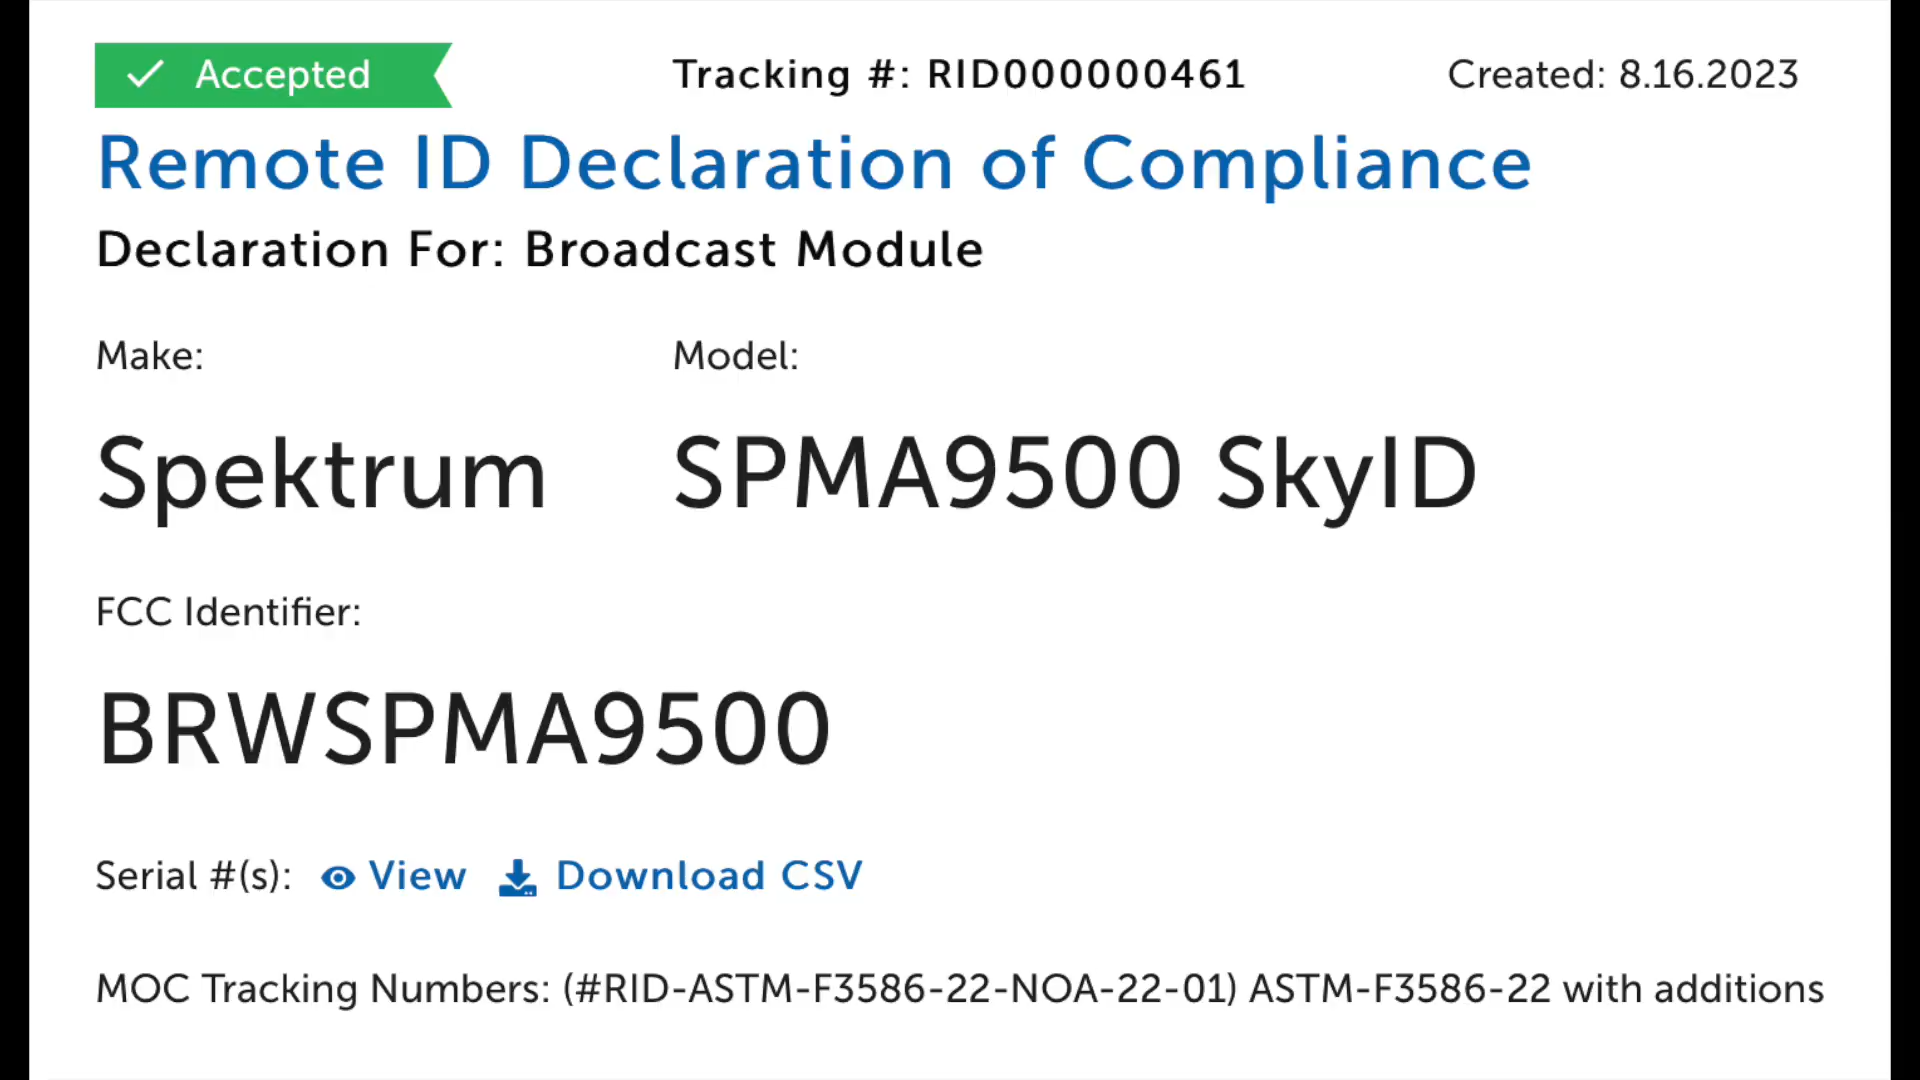 Accepted Tracking #: RID000000461 Created: 8.16.2023
Remote ID Declaration of Compliance
Declaration For: Broadcast Module
Make: Model:
Spektrum SPMA9500 SkyID
FCC Identifier:
BRWSPMA9500
Serial #(s): View Download CSV
MOC Tracking Numbers: (#RID-ASTM-F3586-22-NOA-22-01) ASTM-F3586-22 with additions